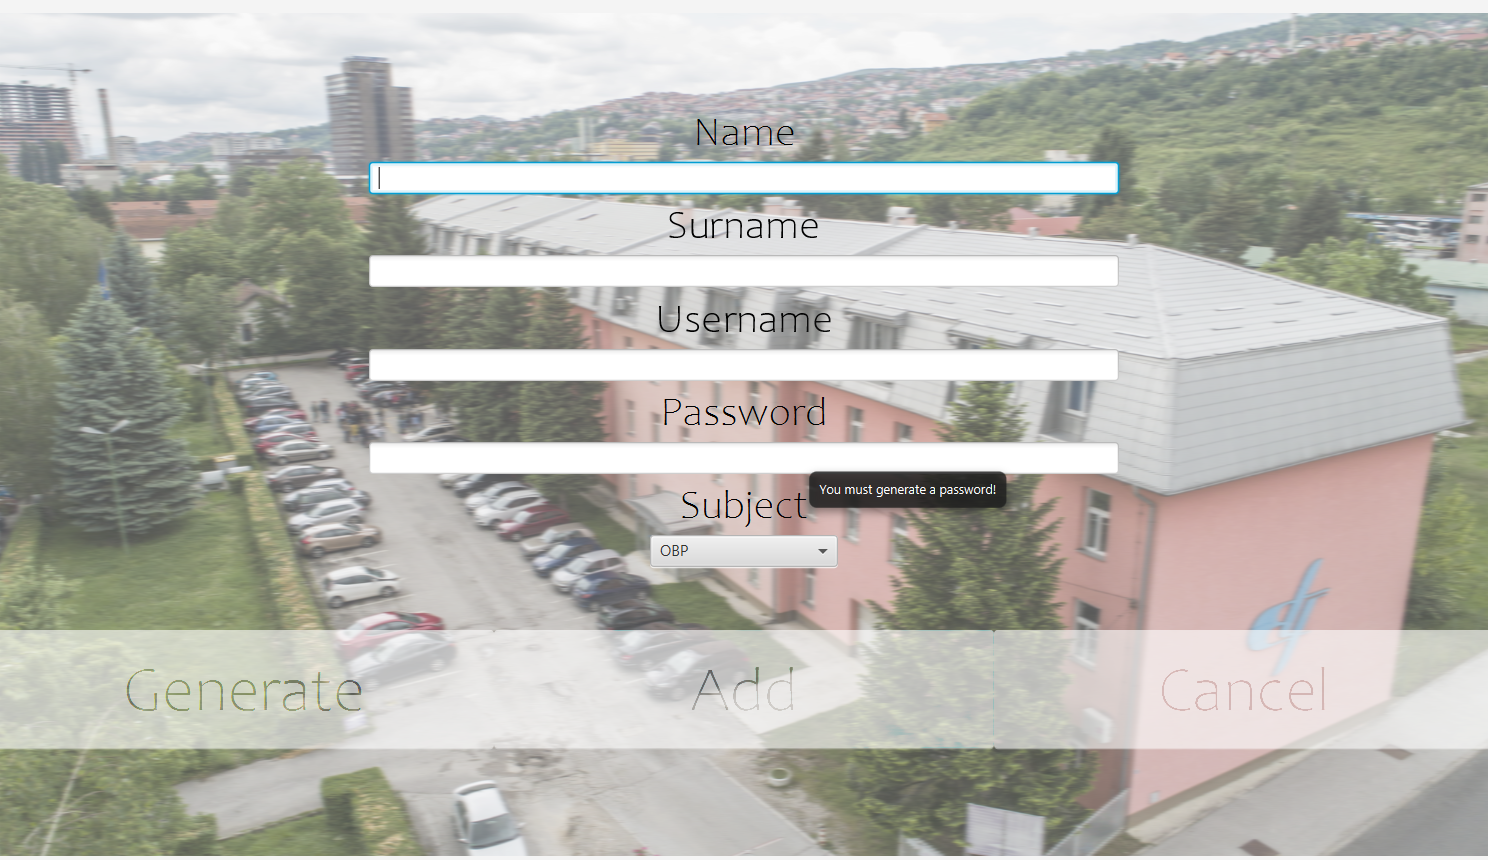 Name
Surname
Username
Password
You must generate a password!
Subject
OBP
Generate
Add
Cancel